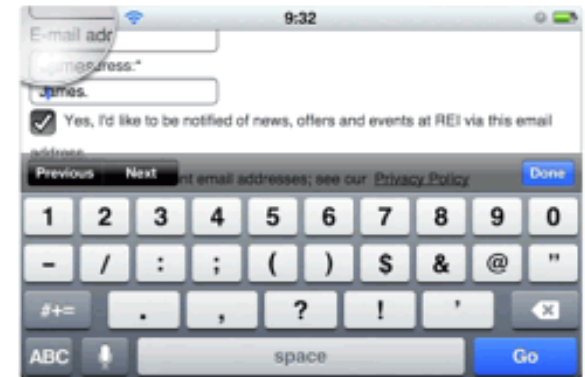 9:32
E-mail addr
dress:*
James.
Yes, I'd like to be notified of news, offers and events at REI via this email
address.
Previous Next nt email addresses; see our Privacy Policy Done
1 2 3 4 5 6 7 8 9 0
- / : ; ( ) $ & @ "
#+= . , ? ! '
ABC space Go